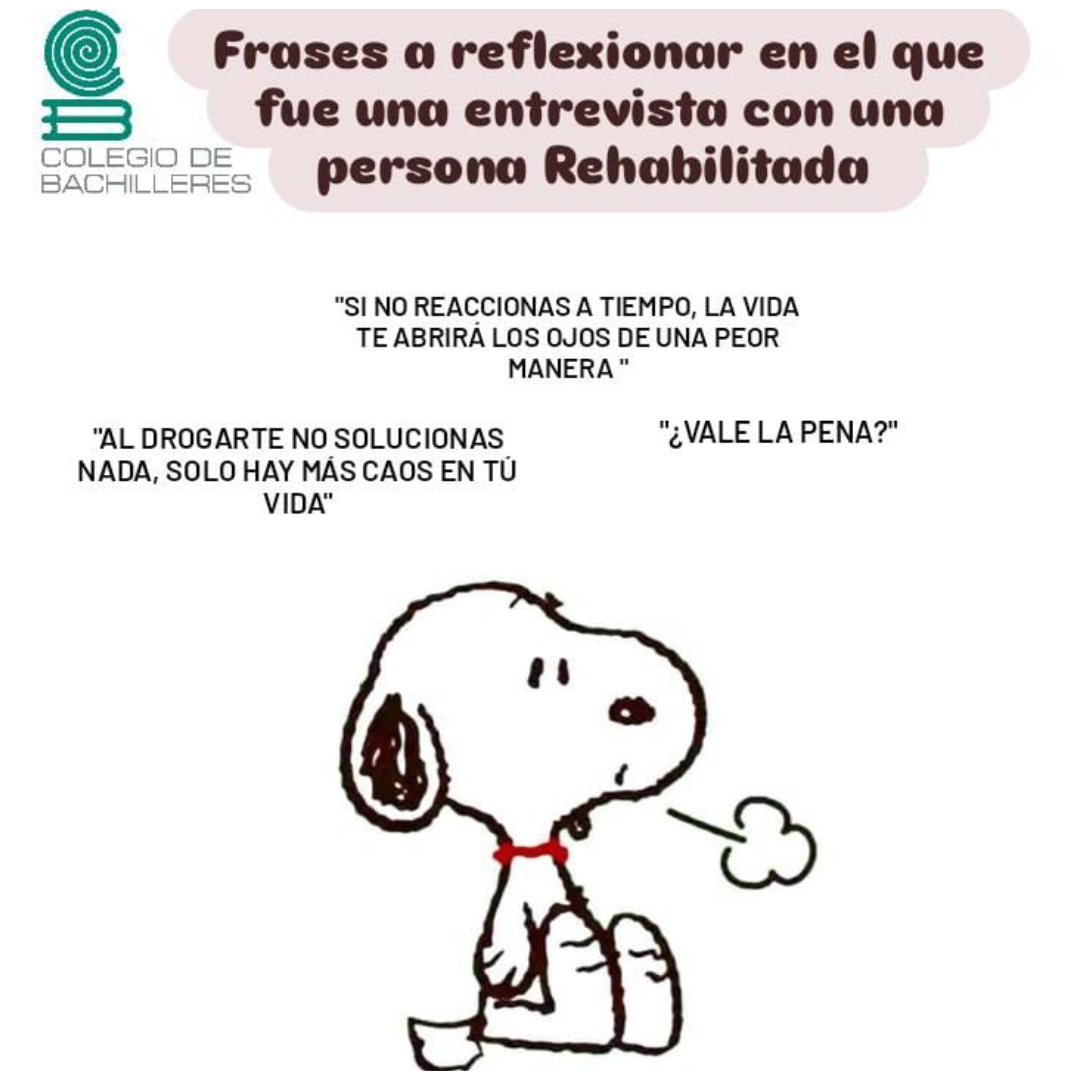 COLEGIO DE
BACHILLERES
Frases a reflexionar en el que
fue una entrevista con una
persona Rehabilitada
"SI NO REACCIONAS A TIEMPO, LA VIDA
TE ABRIRÁ LOS OJOS DE UNA PEOR
MANERA "
"AL DROGARTE NO SOLUCIONAS
NADA, SOLO HAY MÁS CAOS EN TÚ
VIDA"
"¿VALE LA PENA?"